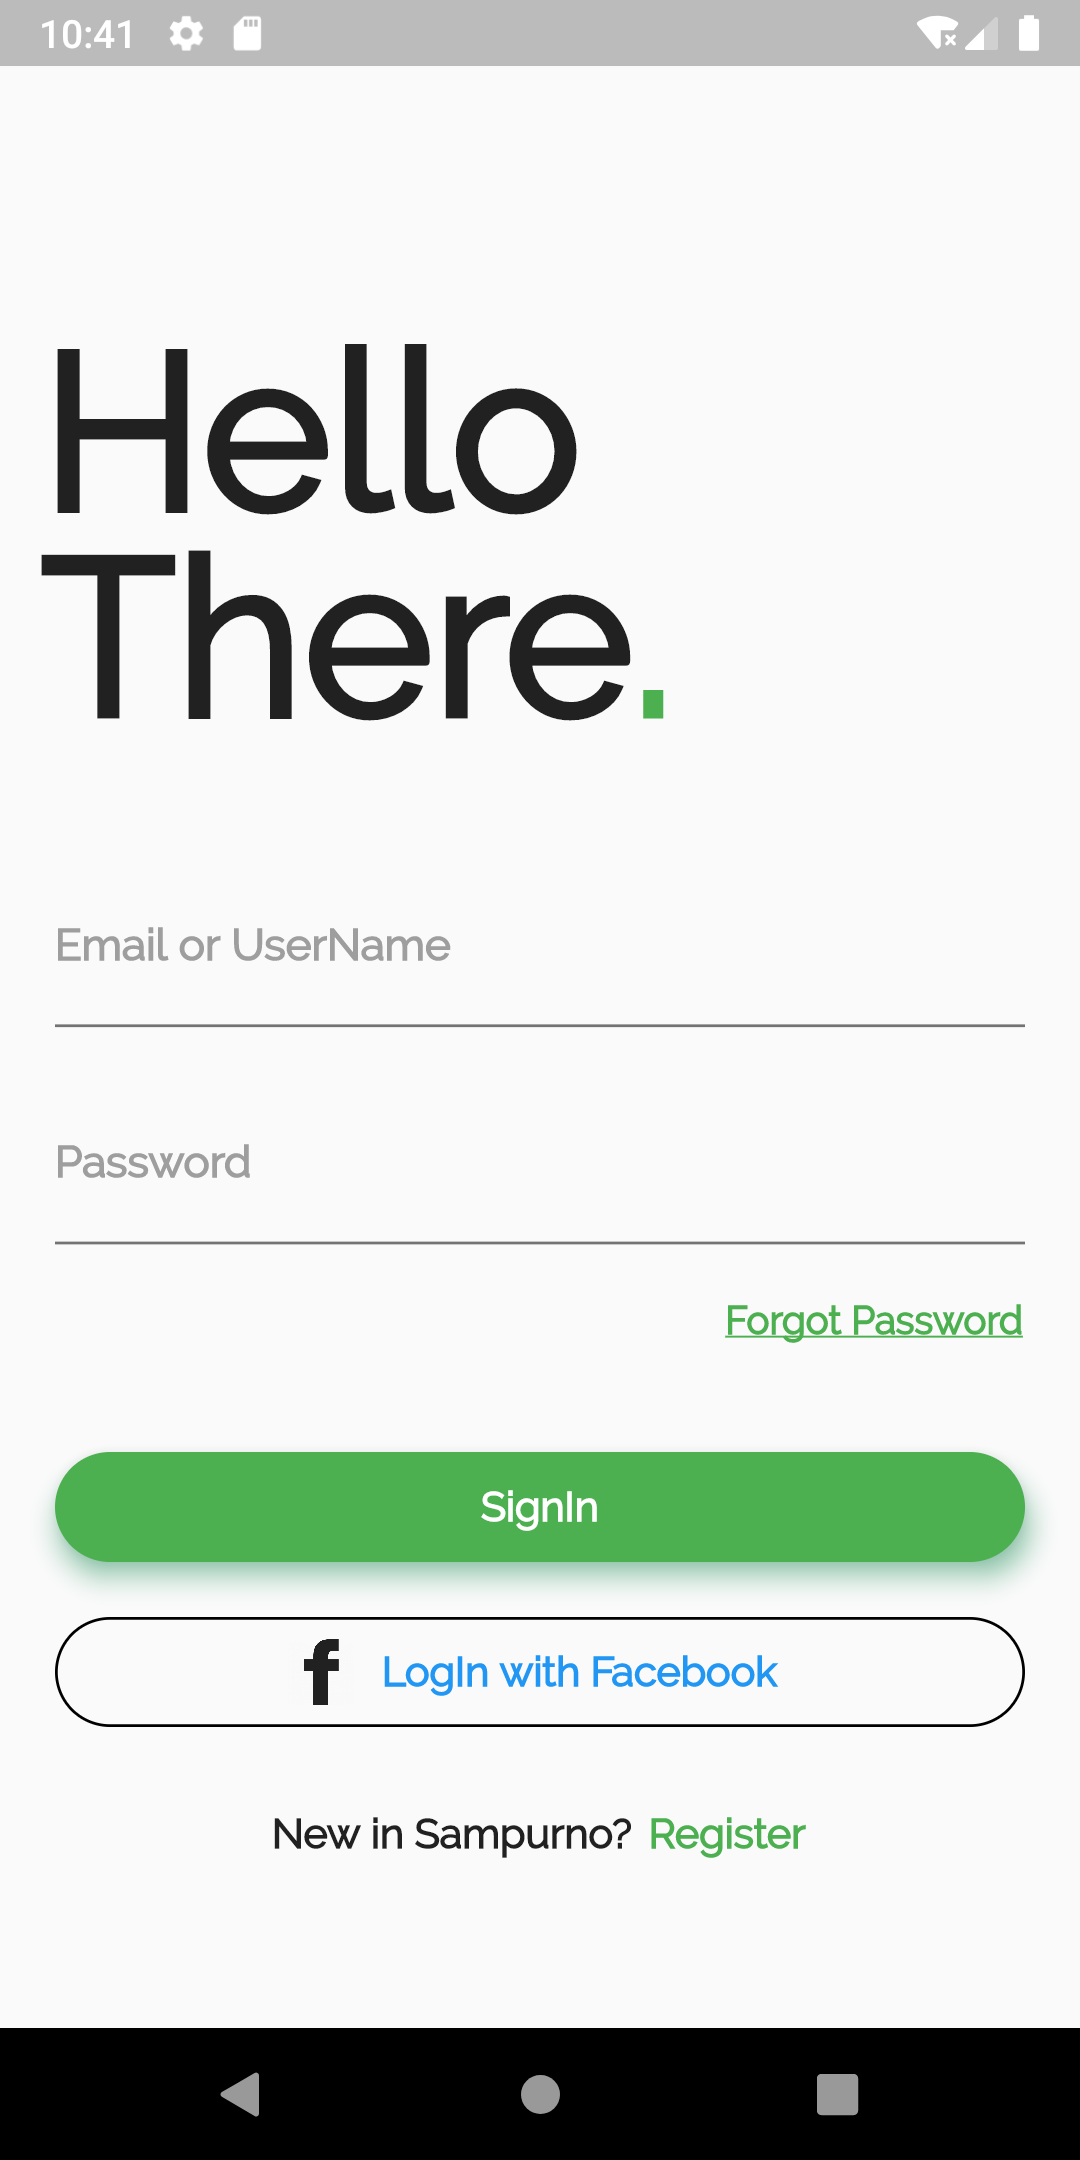 10:41
Hello
There.
Email or UserName
Password
Forgot Password
SignIn
f LogIn with Facebook
New in Sampurno? Register